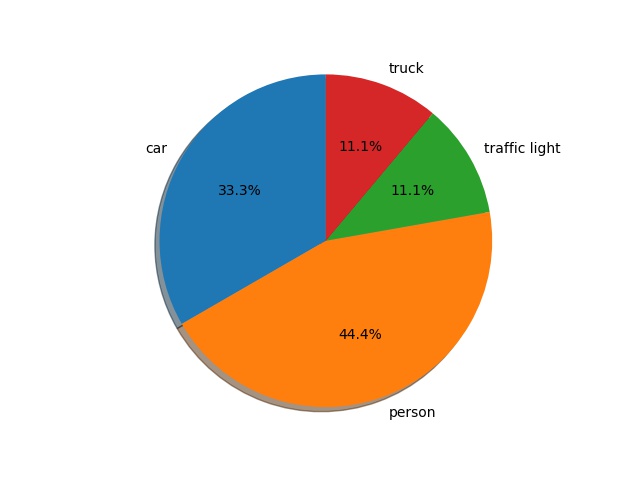 truck
car
traffic light
11.1%
33.3%
11.1%
44.4%
person